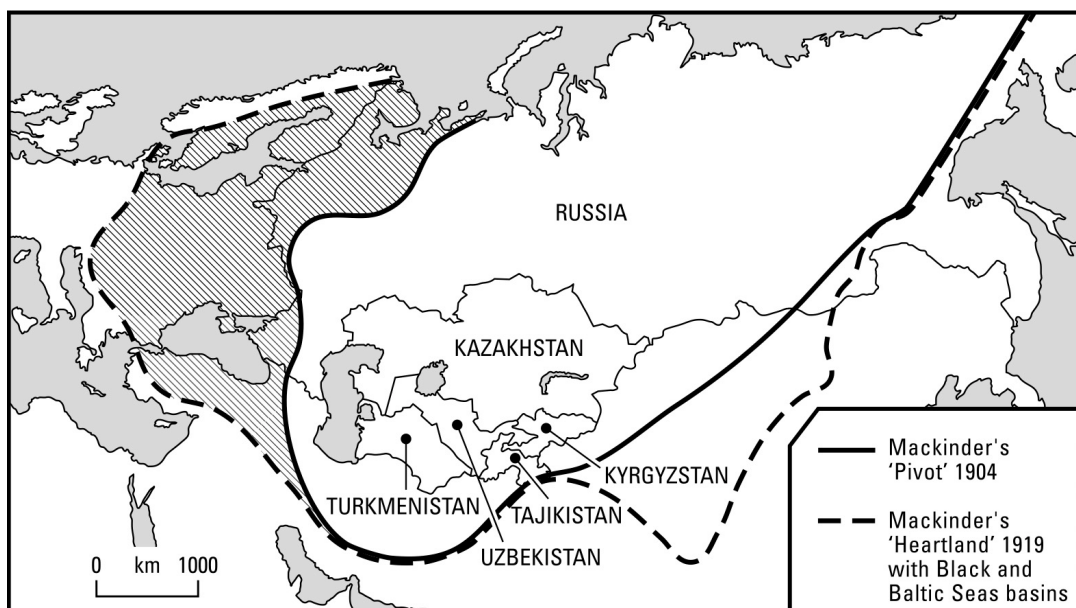 RUSSIA
KAZAKHSTAN
KYRGYZSTAN
TURKMENISTAN
TAJIKISTAN
UZBEKISTAN
0 km 1000
Mackinder's
'Pivot' 1904
Mackinder's
'Heartland' 1919
with Black and
Baltic Seas basins